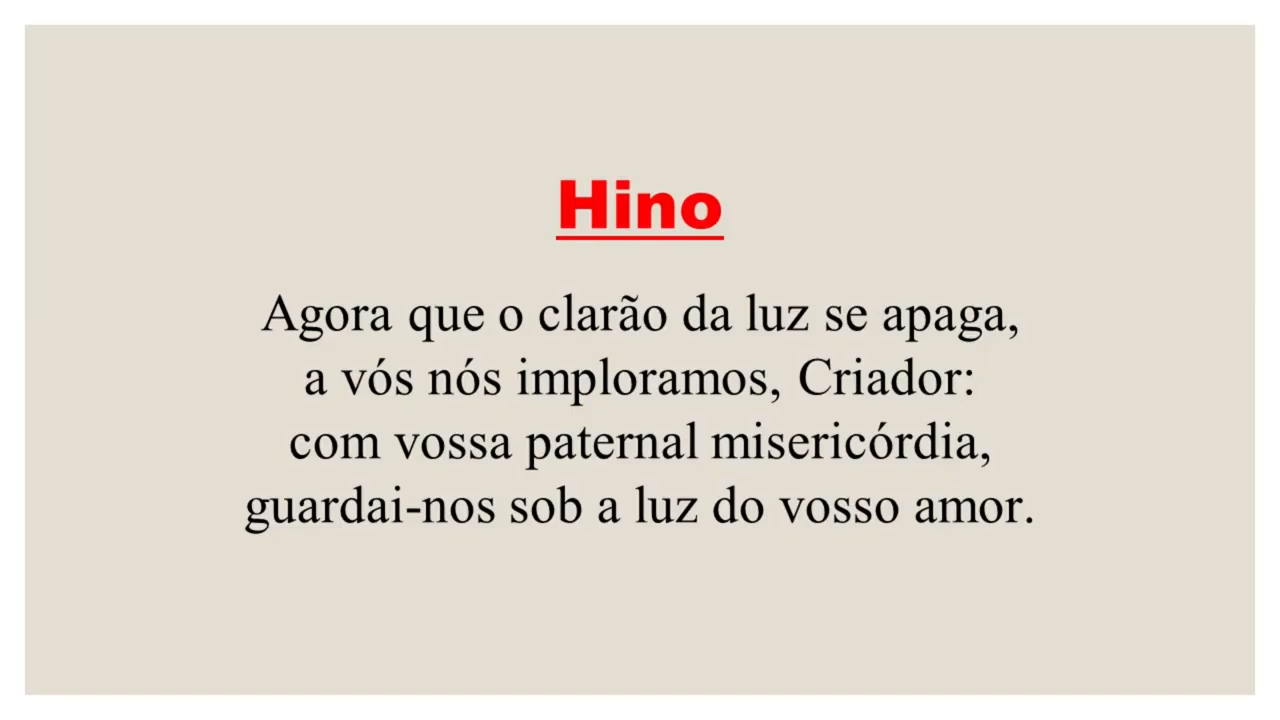 Hino
Agora que o clarão da luz se apaga,
a vós nós imploramos, Criador:
com vossa paternal misericórdia,
guardai-nos sob a luz do vosso amor.